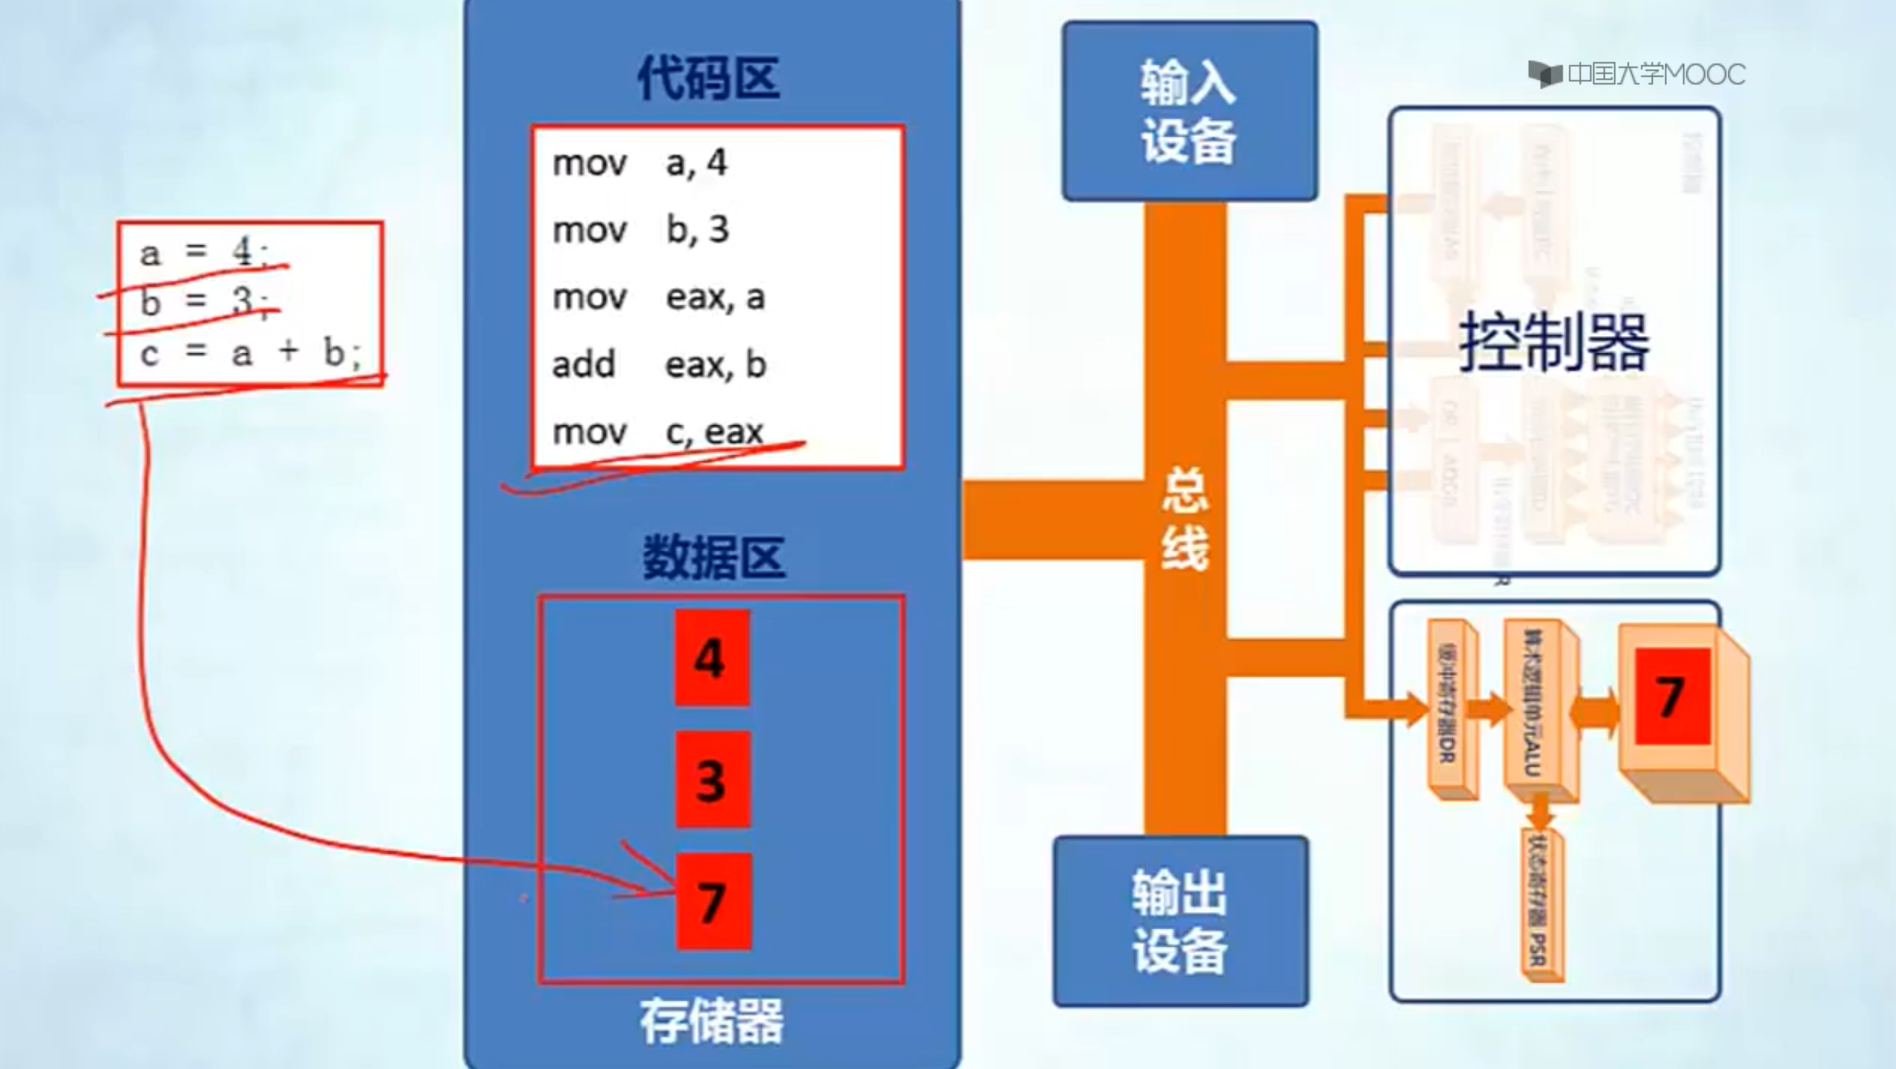 a = 4;
b = 3;
c = a + b;
代码区
mov a, 4
mov b, 3
mov eax, a
add eax, b
mov c, eax
数据区
4
3
7
存储器
输入
设备
总
线
输出
设备
中国大学MOOC
控制器
缓冲寄存器DR
算术逻辑单元ALU
7
状态寄存器 PSR